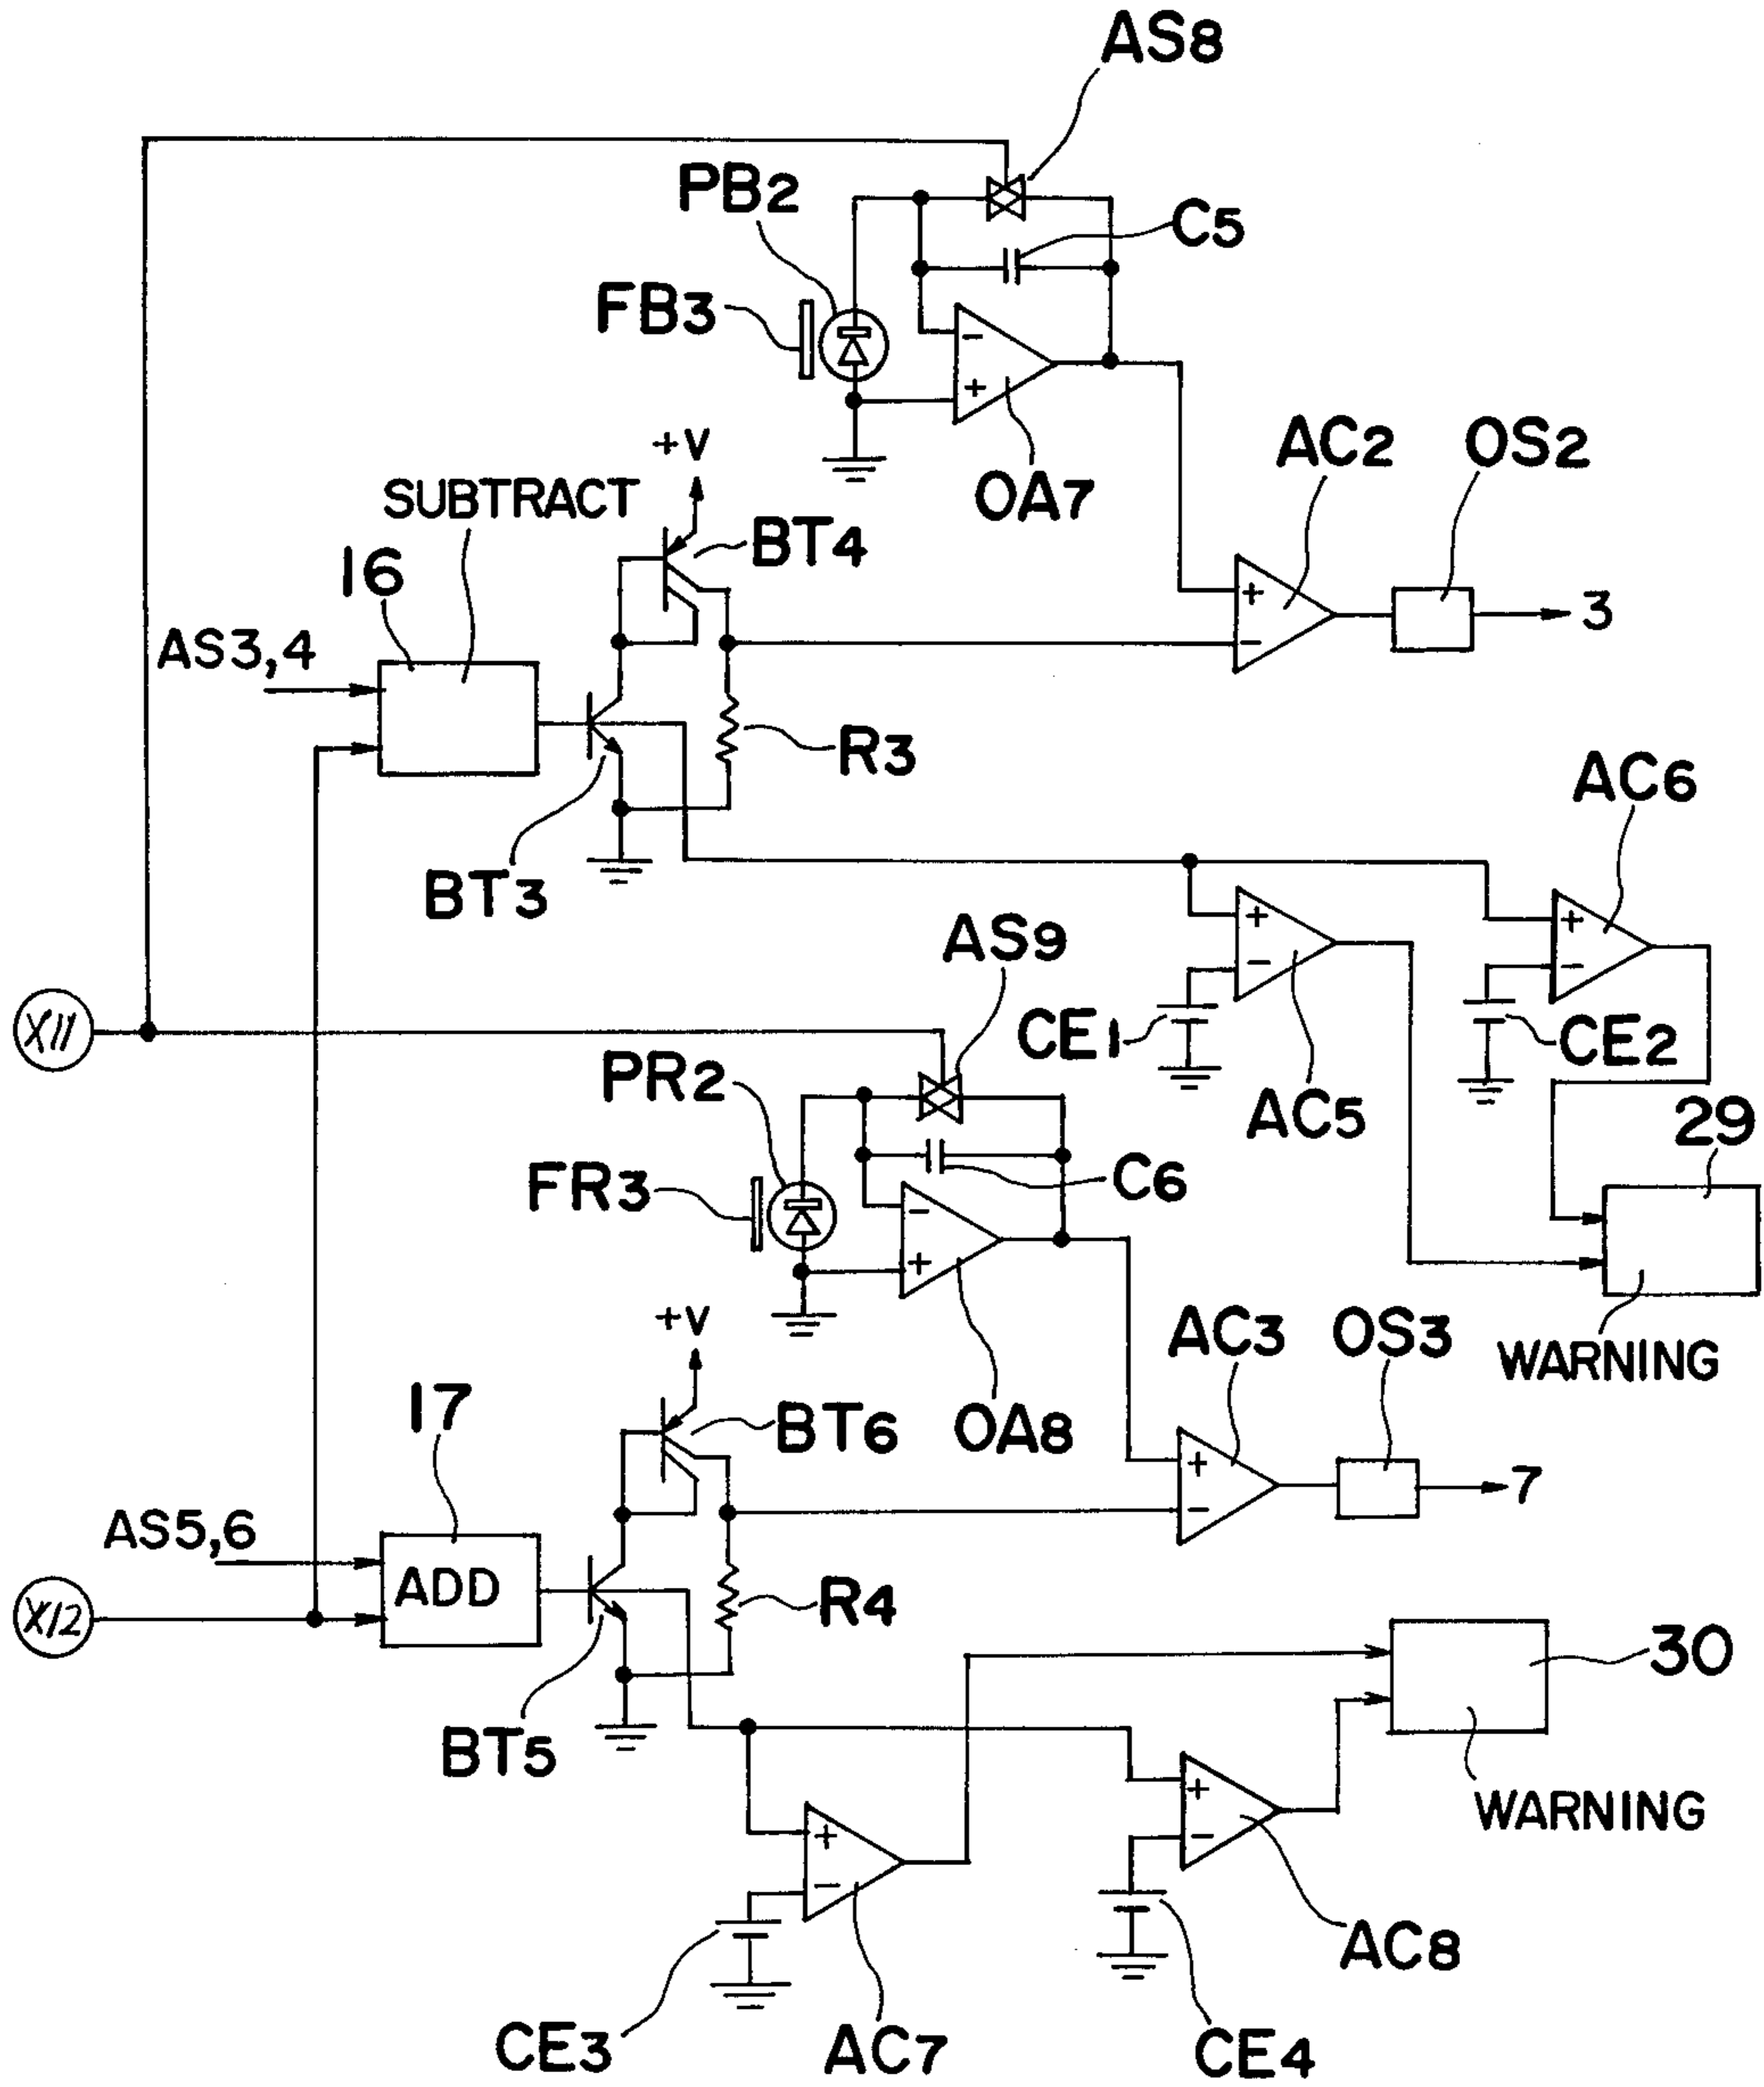 AS8
PB2
C5
FB3
- +
OA7
+V
AC2
OS2
SUBTRACT
BT4
16
+ -
3
AS3,4
R3
AC6
BT3
AS9
+ -
+ -
X11
CE1
CE2
PR2
AC5
29
FR3
C6
- +
+V
AC3
OS3
WARNING
17
BT6
OA8
+ -
7
AS5,6
ADD
R4
X12
30
BT5
+ -
WARNING
+ -
AC8
CE3
AC7
CE4